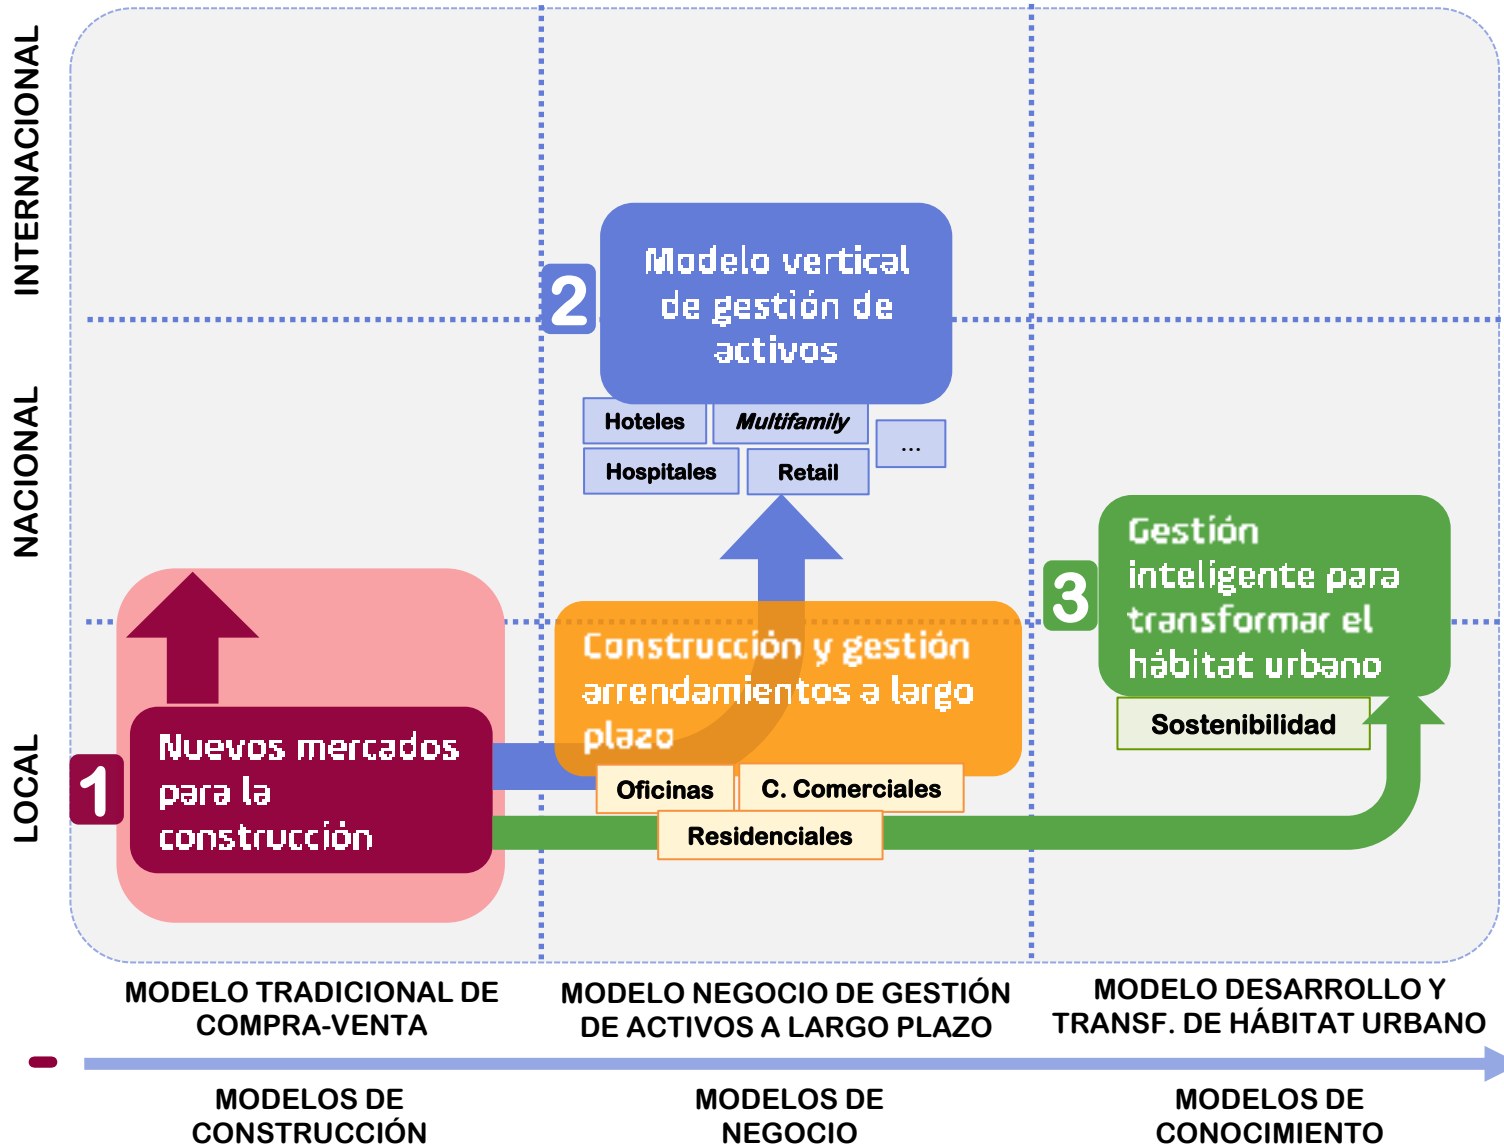 INTERNACIONAL
NACIONAL
LOCAL
2
Modelo vertical
de gestión de
activos
Hoteles
Multifamily
...
Hospitales
Retail
3
Gestión
inteligente para
transformar el
hábitat urbano
Sostenibilidad
Construcción y gestión
arrendamientos a largo
plazo
Oficinas
C. Comerciales
Residenciales
1
Nuevos mercados
para la
construcción
MODELO TRADICIONAL DE
COMPRA-VENTA
MODELO NEGOCIO DE GESTIÓN
DE ACTIVOS A LARGO PLAZO
MODELO DESARROLLO Y
TRANSF. DE HÁBITAT URBANO
-
MODELOS DE
CONSTRUCCIÓN
MODELOS DE
NEGOCIO
MODELOS DE
CONOCIMIENTO